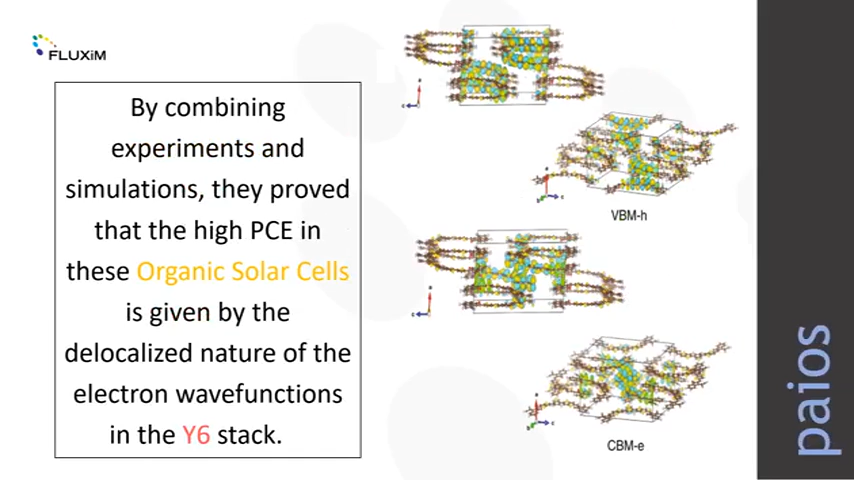 FLUXiM
By combining
experiments and
simulations, they proved
that the high PCE in
these Organic Solar Cells
is given by the
delocalized nature of the
electron wavefunctions
in the Y6 stack.
VBM-h
CBM-e
paios